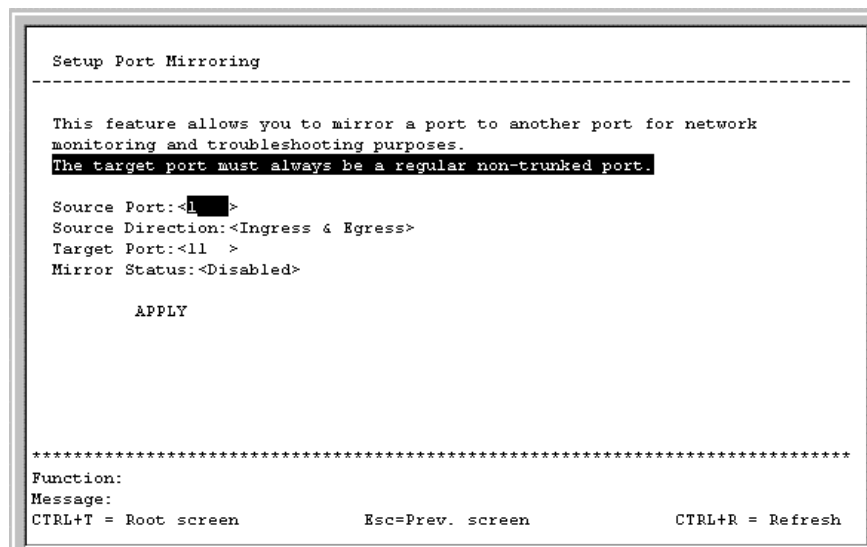 Setup Port Mirroring
--------------------------------------------------------------------------------
This feature allows you to mirror a port to another port for network
monitoring and troubleshooting purposes.
The target port must always be a regular non-trunked port.
Source Port:<1   >
Source Direction:<Ingress & Egress>
Target Port:<11  >
Mirror Status:<Disabled>
APPLY
********************************************************************************
Function:
Message:
CTRL+T = Root screen            Esc=Prev. screen              CTRL+R = Refresh